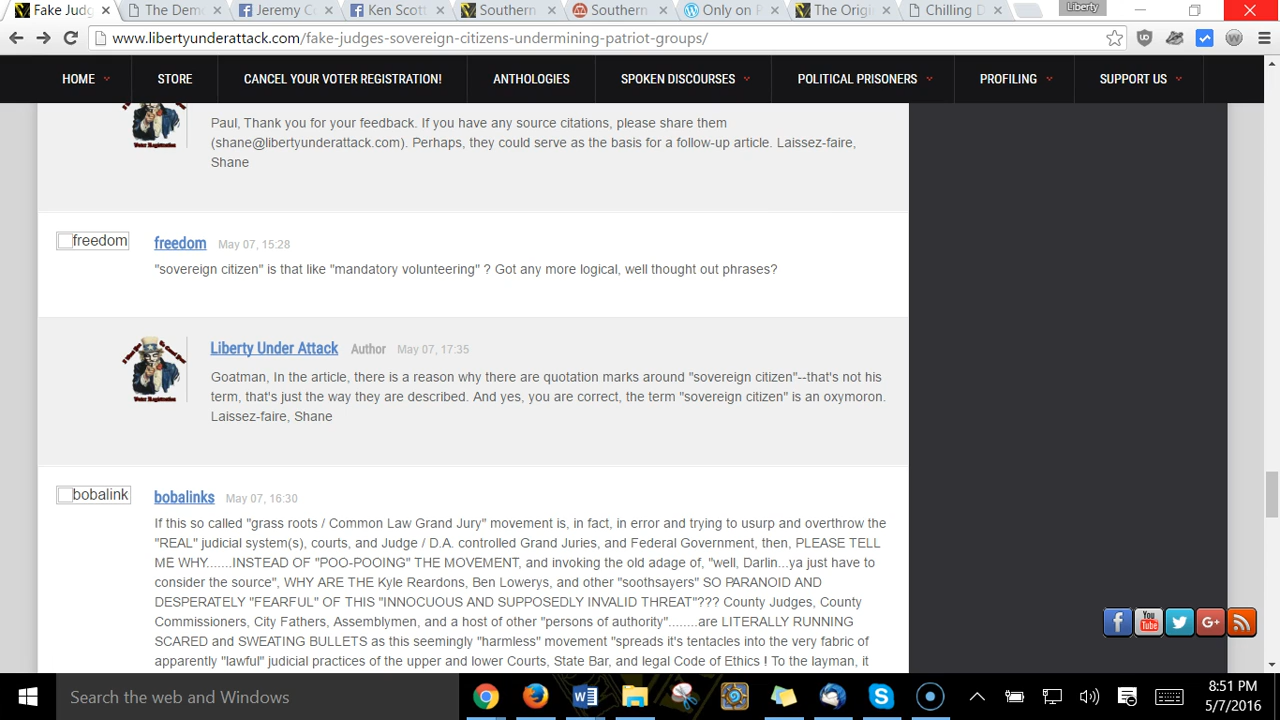 Fake Judg
The Dem
Jeremy C
Ken Scott
Southern
Southern
Only on P
The Origi
Chilling D
Liberty
www.libertyunderattack.com/fake-judges-sovereign-citizens-undermining-patriot-groups/
HOME STORE CANCEL YOUR VOTER REGISTRATION! ANTHOLOGIES SPOKEN DISCOURSES POLITICAL PRISONERS PROFILING SUPPORT US
Voter Registration
Paul, Thank you for your feedback. If you have any source citations, please share them
(shane@libertyunderattack.com). Perhaps, they could serve as the basis for a follow-up article. Laissez-faire,
Shane
freedom
freedom May 07, 15:28
"sovereign citizen" is that like "mandatory volunteering" ? Got any more logical, well thought out phrases?
Voter Registration
Liberty Under Attack Author May 07, 17:35
Goatman, In the article, there is a reason why there are quotation marks around "sovereign citizen"--that's not his
term, that's just the way they are described. And yes, you are correct, the term "sovereign citizen" is an oxymoron.
Laissez-faire, Shane
bobalink
bobalinks May 07, 16:30
If this so called "grass roots / Common Law Grand Jury" movement is, in fact, in error and trying to usurp and overthrow the
"REAL" judicial system(s), courts, and Judge / D.A. controlled Grand Juries, and Federal Government, then, PLEASE TELL
ME WHY.......INSTEAD OF "POO-POOING" THE MOVEMENT, and invoking the old adage of, "well, Darlin...ya just have to
consider the source", WHY ARE THE Kyle Reardons, Ben Lowerys, and other "soothsayers" SO PARANOID AND
DESPERATELY "FEARFUL" OF THIS "INNOCUOUS AND SUPPOSEDLY INVALID THREAT"??? County Judges, County
Commissioners, City Fathers, Assemblymen, and a host of other "persons of authority"........are LITERALLY RUNNING
SCARED and SWEATING BULLETS as this seemingly "harmless" movement "spreads it's tentacles into the very fabric of
apparently "lawful" judicial practices of the upper and lower Courts, State Bar, and legal Code of Ethics ! To the layman, it
You
Tube
Search the web and Windows
8:51 PM
5/7/2016